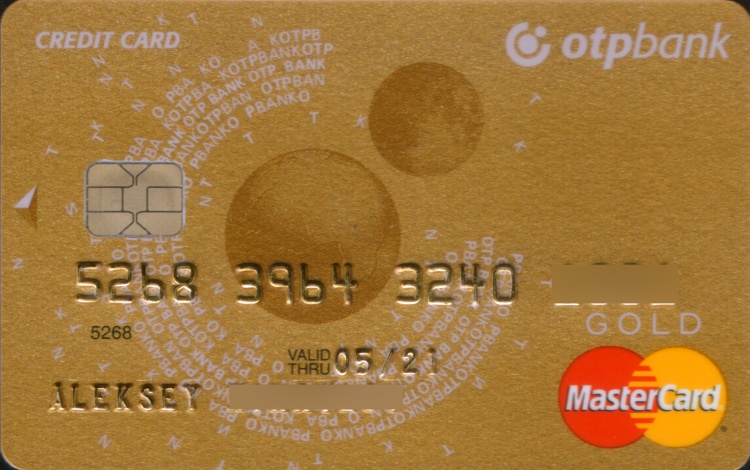 CREDIT CARD
otpbank
5268 3964 3240
5268
GOLD
VALID THRU 05/21
ALEKSEY
MasterCard